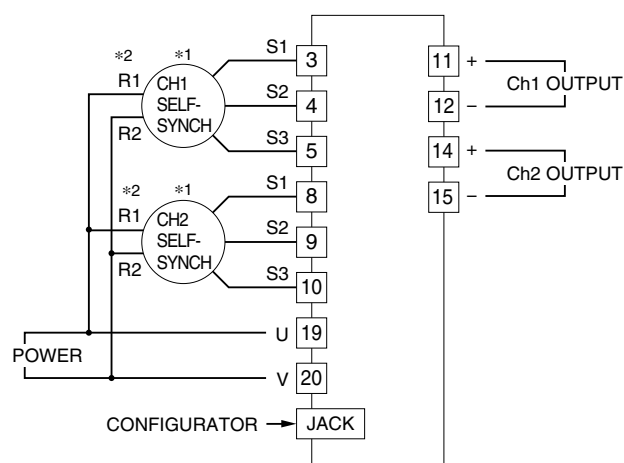 *2 *1 S1 3 11 +
R1 CH1 Ch1 OUTPUT
SELF- S2 4 12 −
SYNCH
R2 S3 5 14 +
Ch2 OUTPUT
*2 *1 S1 8 15 −
R1 CH2
SELF- S2 9
R2 SYNCH
S3 10
U 19
POWER
V 20
CONFIGURATOR JACK